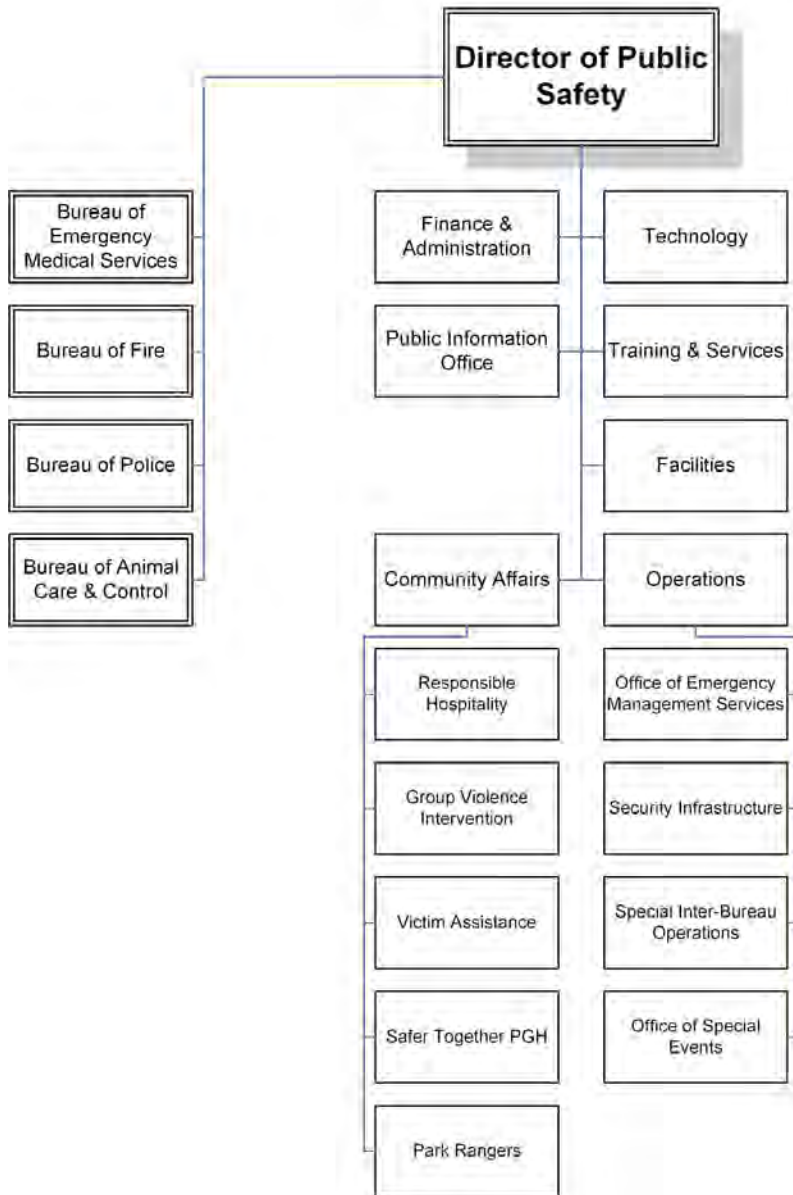 Director of Public
Safety
Bureau of
Emergency
Medical Services
Bureau of Fire
Bureau of Police
Bureau of Animal
Care & Control
Finance &
Administration
Technology
Public Information
Office
Training & Services
Facilities
Community Affairs
Operations
Responsible
Hospitality
Group Violence
Intervention
Victim Assistance
Safer Together PGH
Park Rangers
Office of Emergency
Management Services
Security Infrastructure
Special Inter-Bureau
Operations
Office of Special
Events